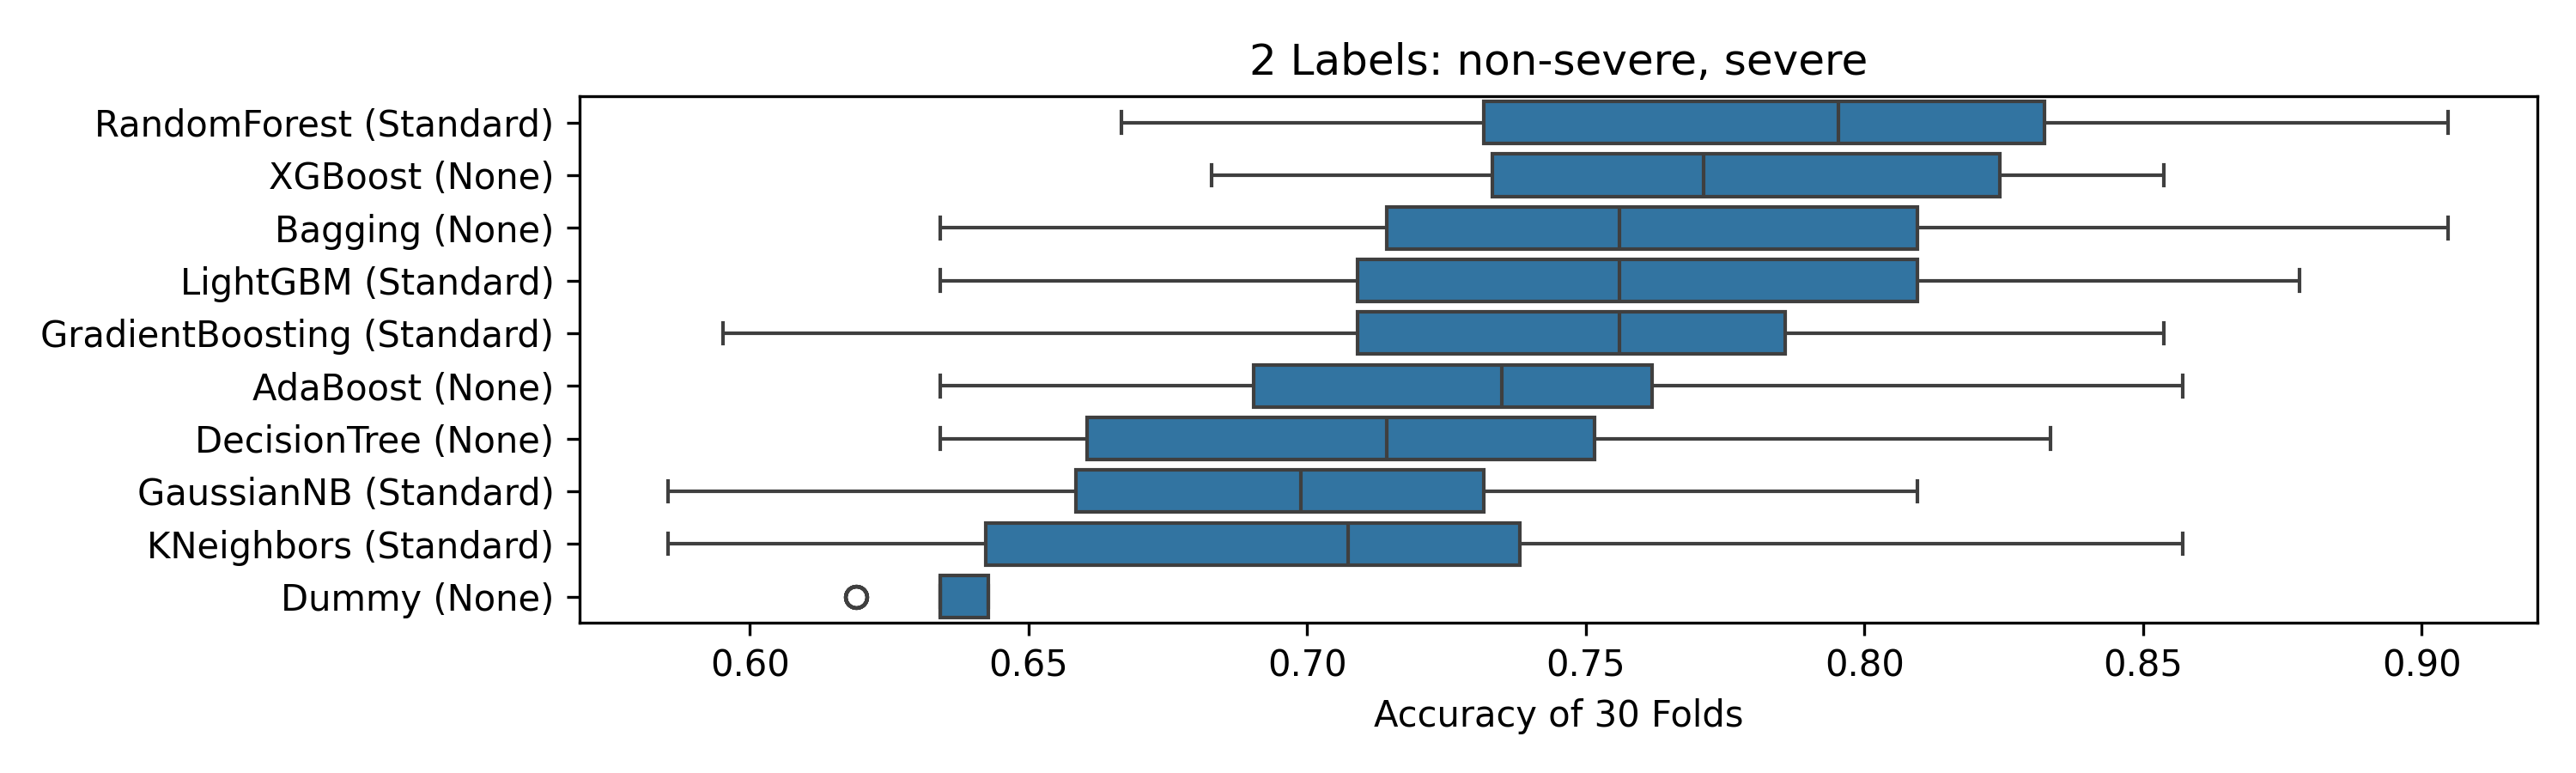 2 Labels: non-severe, severe
RandomForest (Standard)
XGBoost (None)
Bagging (None)
LightGBM (Standard)
GradientBoosting (Standard)
AdaBoost (None)
DecisionTree (None)
GaussianNB (Standard)
KNeighbors (Standard)
Dummy (None)
0.60 0.65 0.70 0.75 0.80 0.85 0.90
Accuracy of 30 Folds